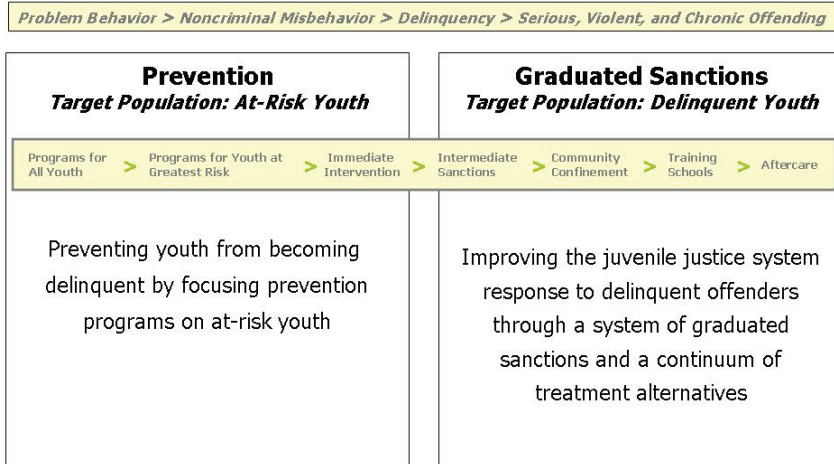 Problem Behavior > Noncriminal Misbehavior > Delinquency > Serious, Violent, and Chronic Offending
Prevention
Target Population: At-Risk Youth
Graduated Sanctions
Target Population: Delinquent Youth
Programs for All Youth > Programs for Youth at Greatest Risk > Immediate Intervention > Intermediate Sanctions > Community Confinement > Training Schools > Aftercare
Preventing youth from becoming
delinquent by focusing prevention
programs on at-risk youth
Improving the juvenile justice system
response to delinquent offenders
through a system of graduated
sanctions and a continuum of
treatment alternatives